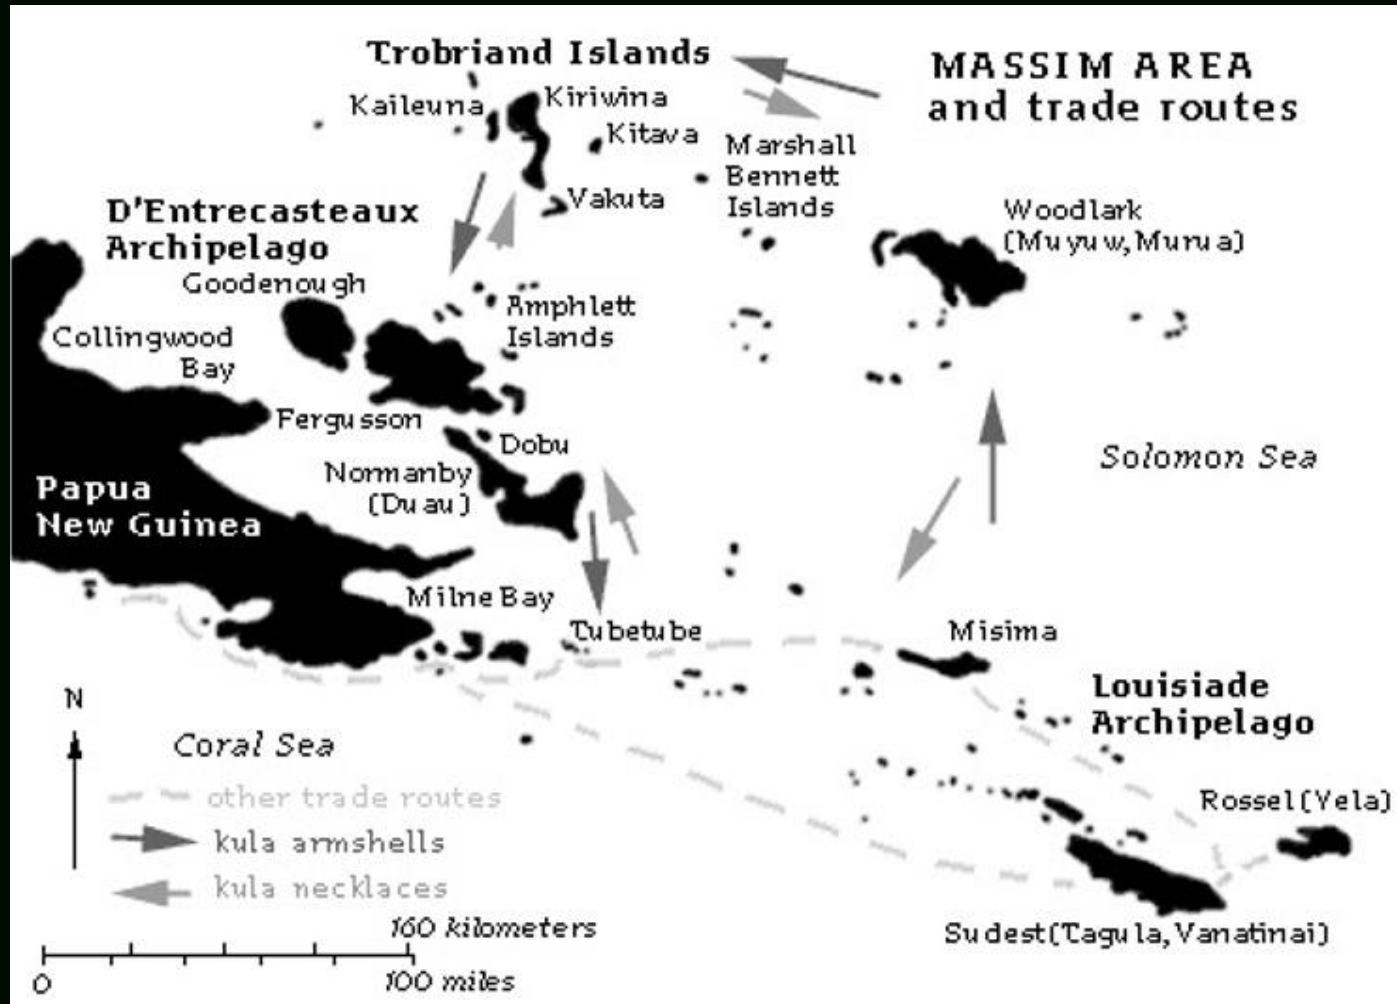 Trobriand Islands
MASSIM AREA
and trade routes
Kaileuna
Kiriwina
Kitava
Marshall
Bennett
Islands
Vakuta
D'Entrecasteaux
Archipelago
Woodlark
(Muyuw, Murua)
Goodenough
Amphlett
Islands
Collingwood
Bay
Fergusson
Dobu
Solomon Sea
Normanby
(Duau)
Papua
New Guinea
Milne Bay
Tubetube
Misima
Louisiade
Archipelago
N
Coral Sea
other trade routes
Rossel (Yela)
kula armshells
kula necklaces
160 kilometers
Sudest (Tagula, Vanatinai)
0
100 miles